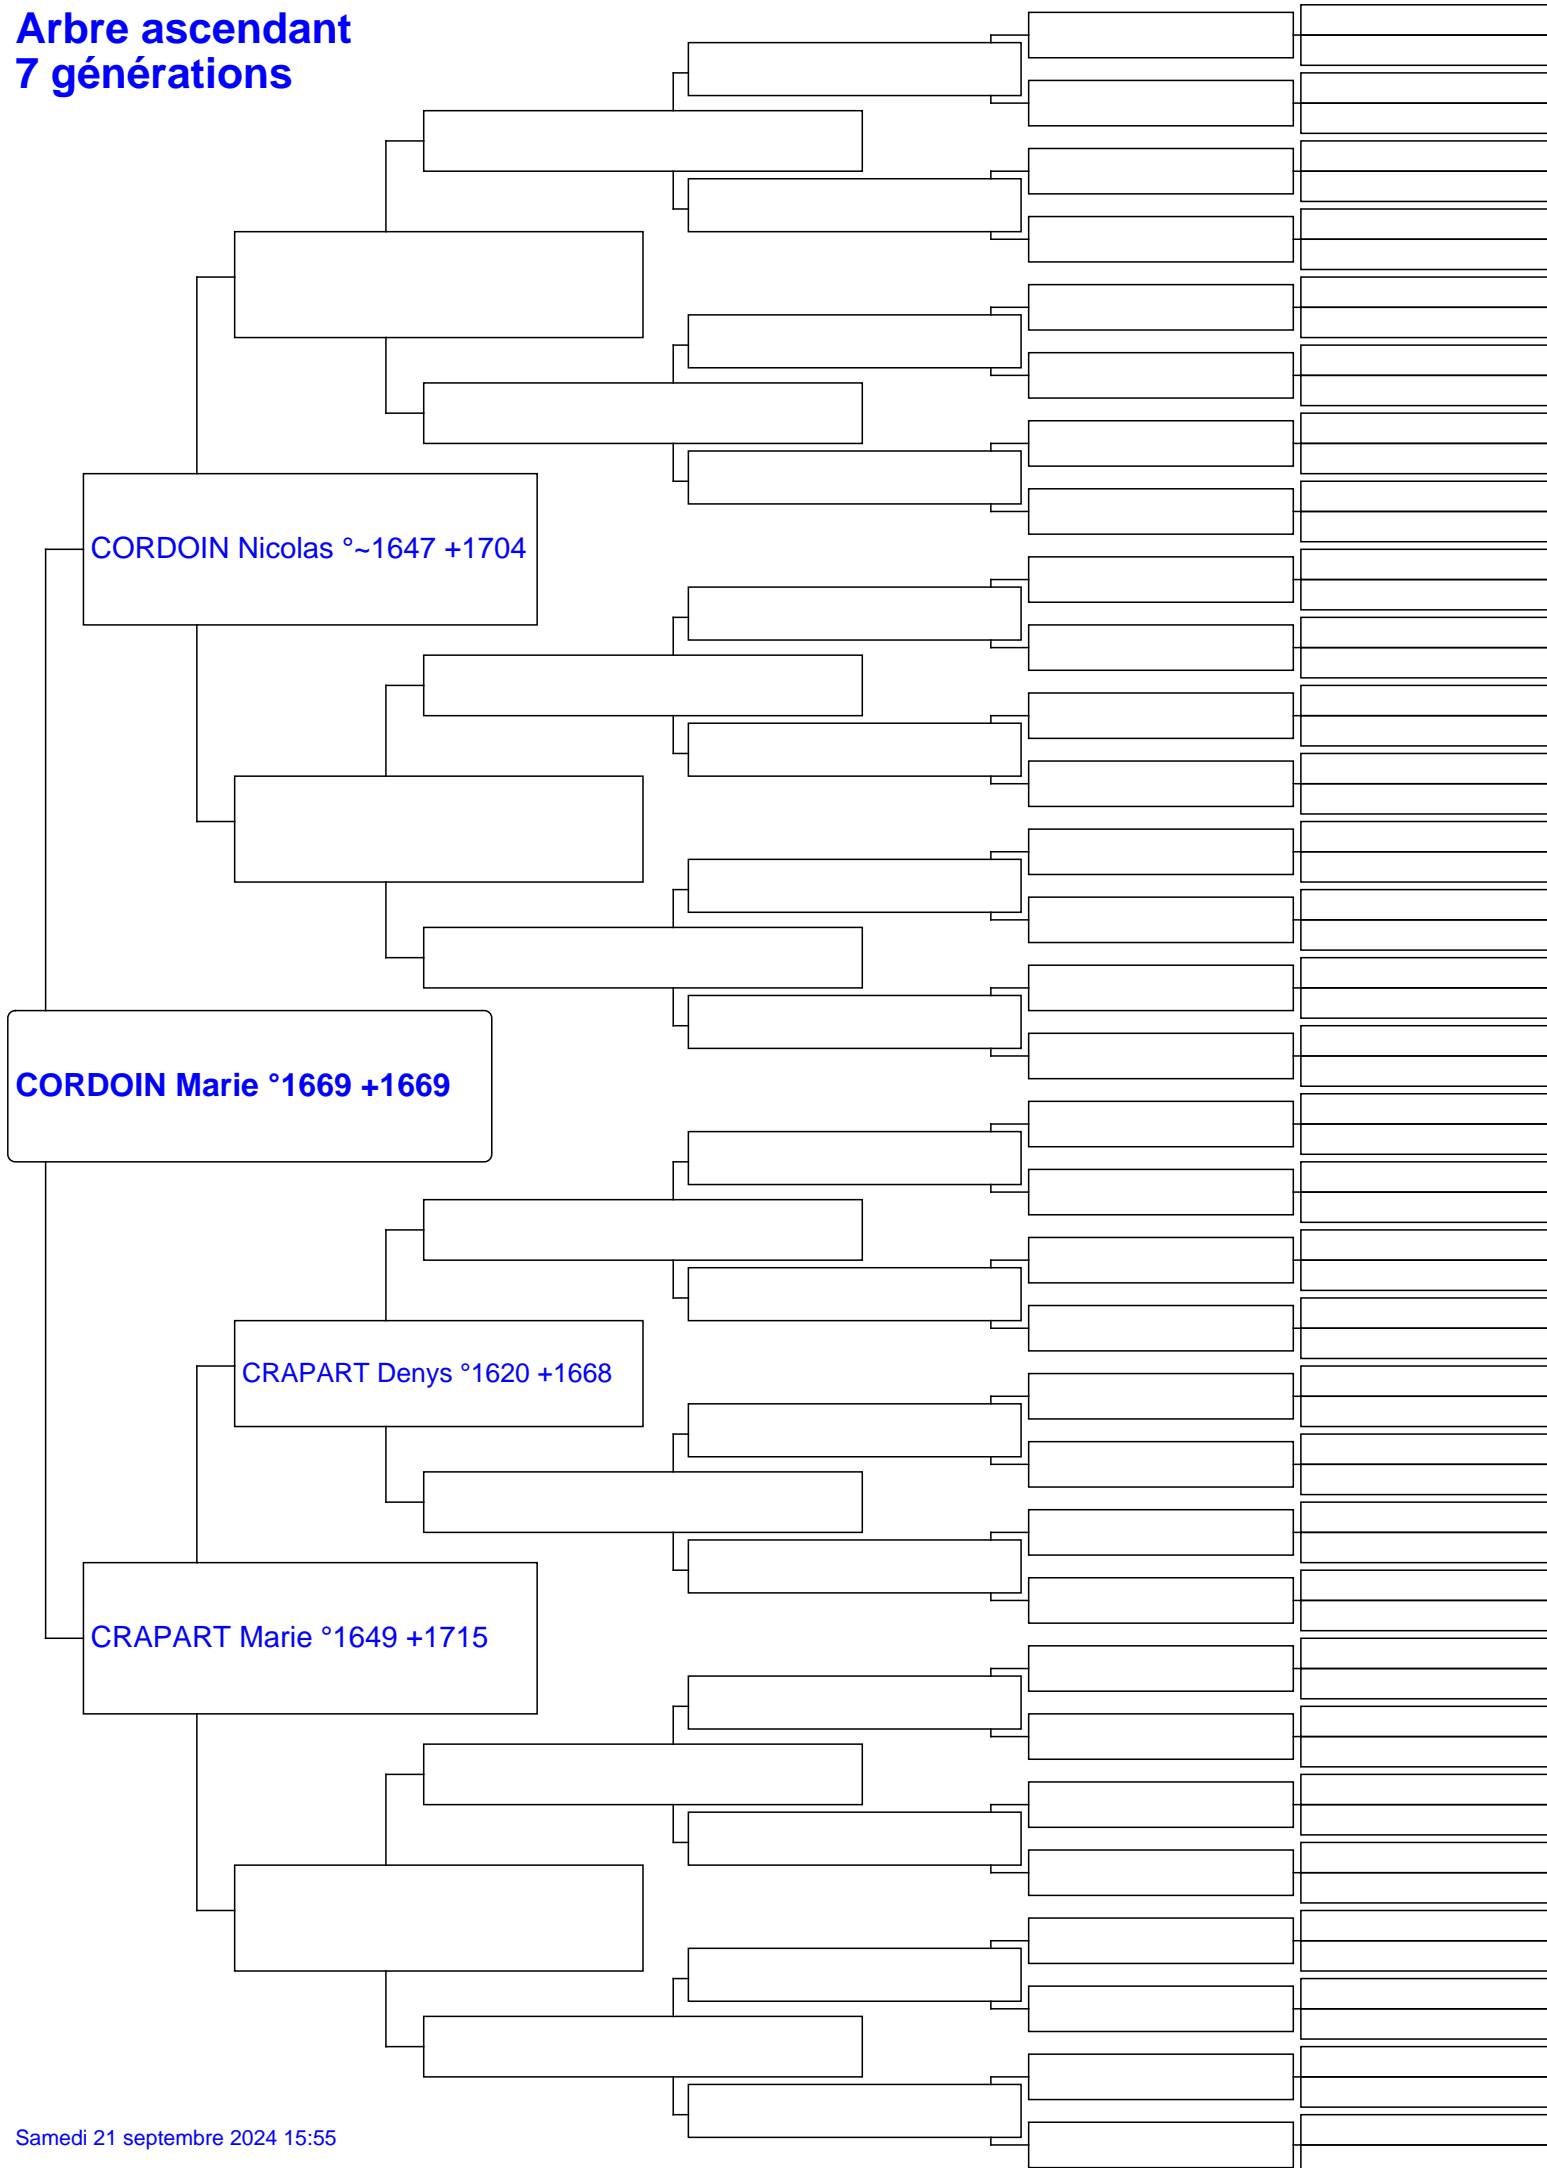 Arbre ascendant
7 générations
CORDOIN Nicolas °~1647 +1704
CORDOIN Marie °1669 +1669
CRAPART Denys °1620 +1668
CRAPART Marie °1649 +1715
Samedi 21 septembre 2024 15:55